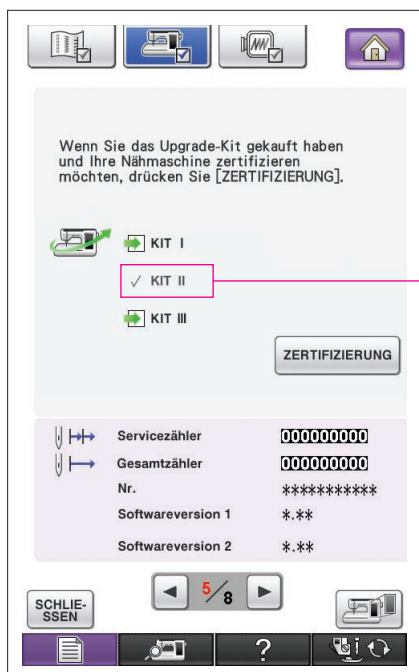 Wenn Sie das Upgrade-Kit gekauft haben
und Ihre Nähmaschine zertifizieren
möchten, drücken Sie [ZERTIFIZIERUNG].
KIT I
✓ KIT II
KIT III
ZERTIFIZIERUNG
Servicezähler 000000000
Gesamtzähler 000000000
Nr. ***********
Softwareversion 1 *.**
Softwareversion 2 *.**
SCHLIE-
SSEN
5/8
?